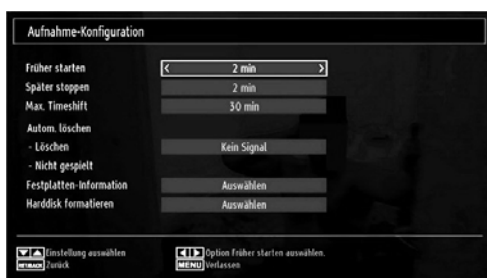 Aufnahme-Konfiguration
Früher starten < 2 min >
Später stoppen 2 min
Max. Timeshift 30 min
Autom. löschen
- Löschen Kein Signal
- Nicht gespielt
Festplatten-Information Auswählen
Harddisk formatieren Auswählen
Einstellung auswählen Option Früher starten auswählen.
Zurück MENU Verlassen